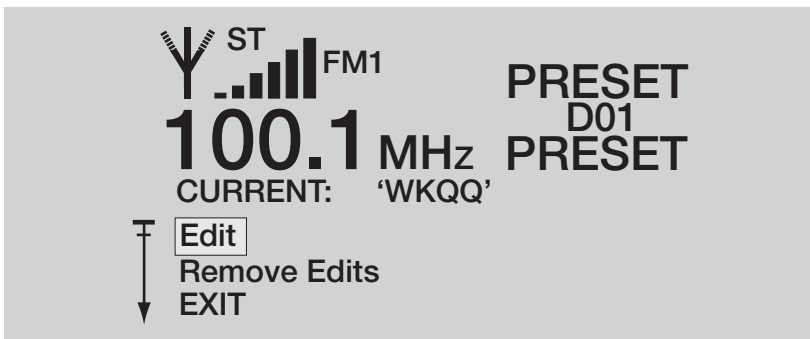 ST
FM1
100.1 MHz
PRESET
D01
PRESET
CURRENT: ‘WKQQ’
Edit
Remove Edits
EXIT